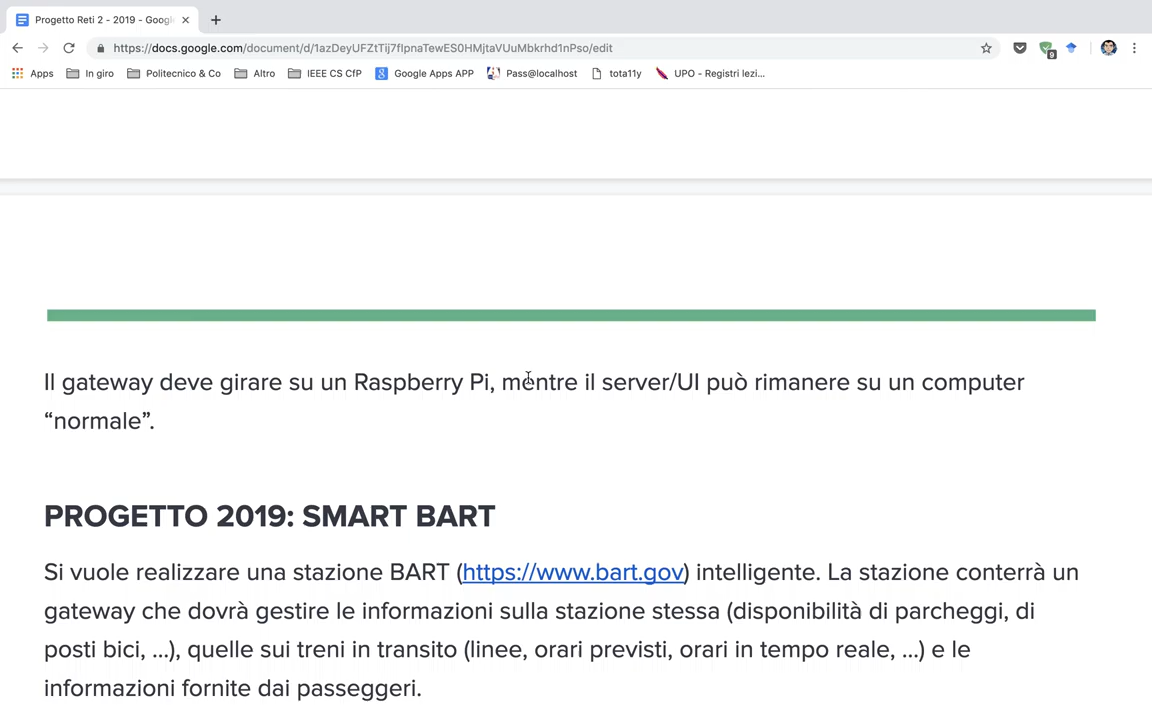 Progetto Reti 2 - 2019 - Googl
https://docs.google.com/document/d/1azDeyUFZtTij7fIpnaTewES0HMjtaVUuMbkrhd1nPso/edit
9
Apps In giro Politecnico & Co Altro IEEE CS CfP Google Apps APP Pass@localhost tota11y UPO - Registri lezi...
Il gateway deve girare su un Raspberry Pi, mentre il server/UI può rimanere su un computer
“normale”.
PROGETTO 2019: SMART BART
Si vuole realizzare una stazione BART (https://www.bart.gov) intelligente. La stazione conterrà un
gateway che dovrà gestire le informazioni sulla stazione stessa (disponibilità di parcheggi, di
posti bici, ...), quelle sui treni in transito (linee, orari previsti, orari in tempo reale, ...) e le
informazioni fornite dai passeggeri.